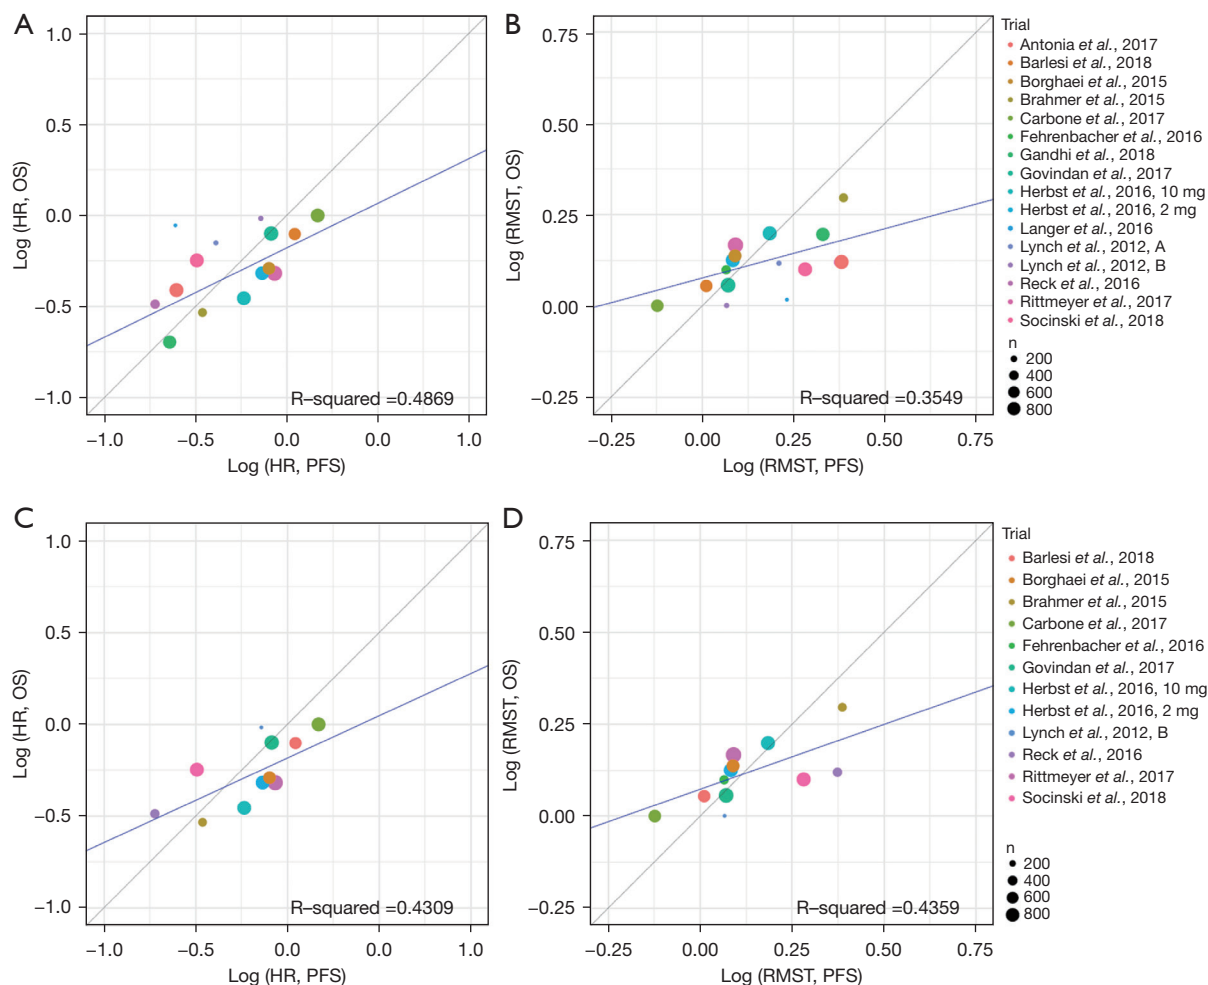 A
Log (HR, OS)
1.0
0.5
0.0
−0.5
−1.0
R–squared =0.4869
−1.0
−0.5
0.0
0.0
1.0
Log (HR, PFS)
B
Log (RMST, OS)
0.75
0.50
0.25
0.00
−0.25
R–squared =0.3549
−0.25
0.00
0.25
0.50
0.75
Log (RMST, PFS)
Trial
Antonia et al., 2017
Barlesi et al., 2018
Borghaei et al., 2015
Brahmer et al., 2015
Carbone et al., 2017
Fehrenbacher et al., 2016
Gandhi et al., 2018
Govindan et al., 2017
Herbst et al., 2016, 10 mg
Herbst et al., 2016, 2 mg
Langer et al., 2016
Lynch et al., 2012, A
Lynch et al., 2012, B
Reck et al., 2016
Rittmeyer et al., 2017
Socinski et al., 2018
n
200
400
600
800
C
Log (HR, OS)
1.0
0.5
0.0
−0.5
−1.0
R–squared =0.4309
−1.0
−0.5
0.0
0.0
1.0
Log (HR, PFS)
D
Log (RMST, OS)
0.75
0.50
0.25
0.00
−0.25
R–squared =0.4359
−0.25
0.00
0.25
0.50
0.75
Log (RMST, PFS)
Trial
Barlesi et al., 2018
Borghaei et al., 2015
Brahmer et al., 2015
Carbone et al., 2017
Fehrenbacher et al., 2016
Govindan et al., 2017
Herbst et al., 2016, 10 mg
Herbst et al., 2016, 2 mg
Lynch et al., 2012, B
Reck et al., 2016
Rittmeyer et al., 2017
Socinski et al., 2018
n
200
400
600
800